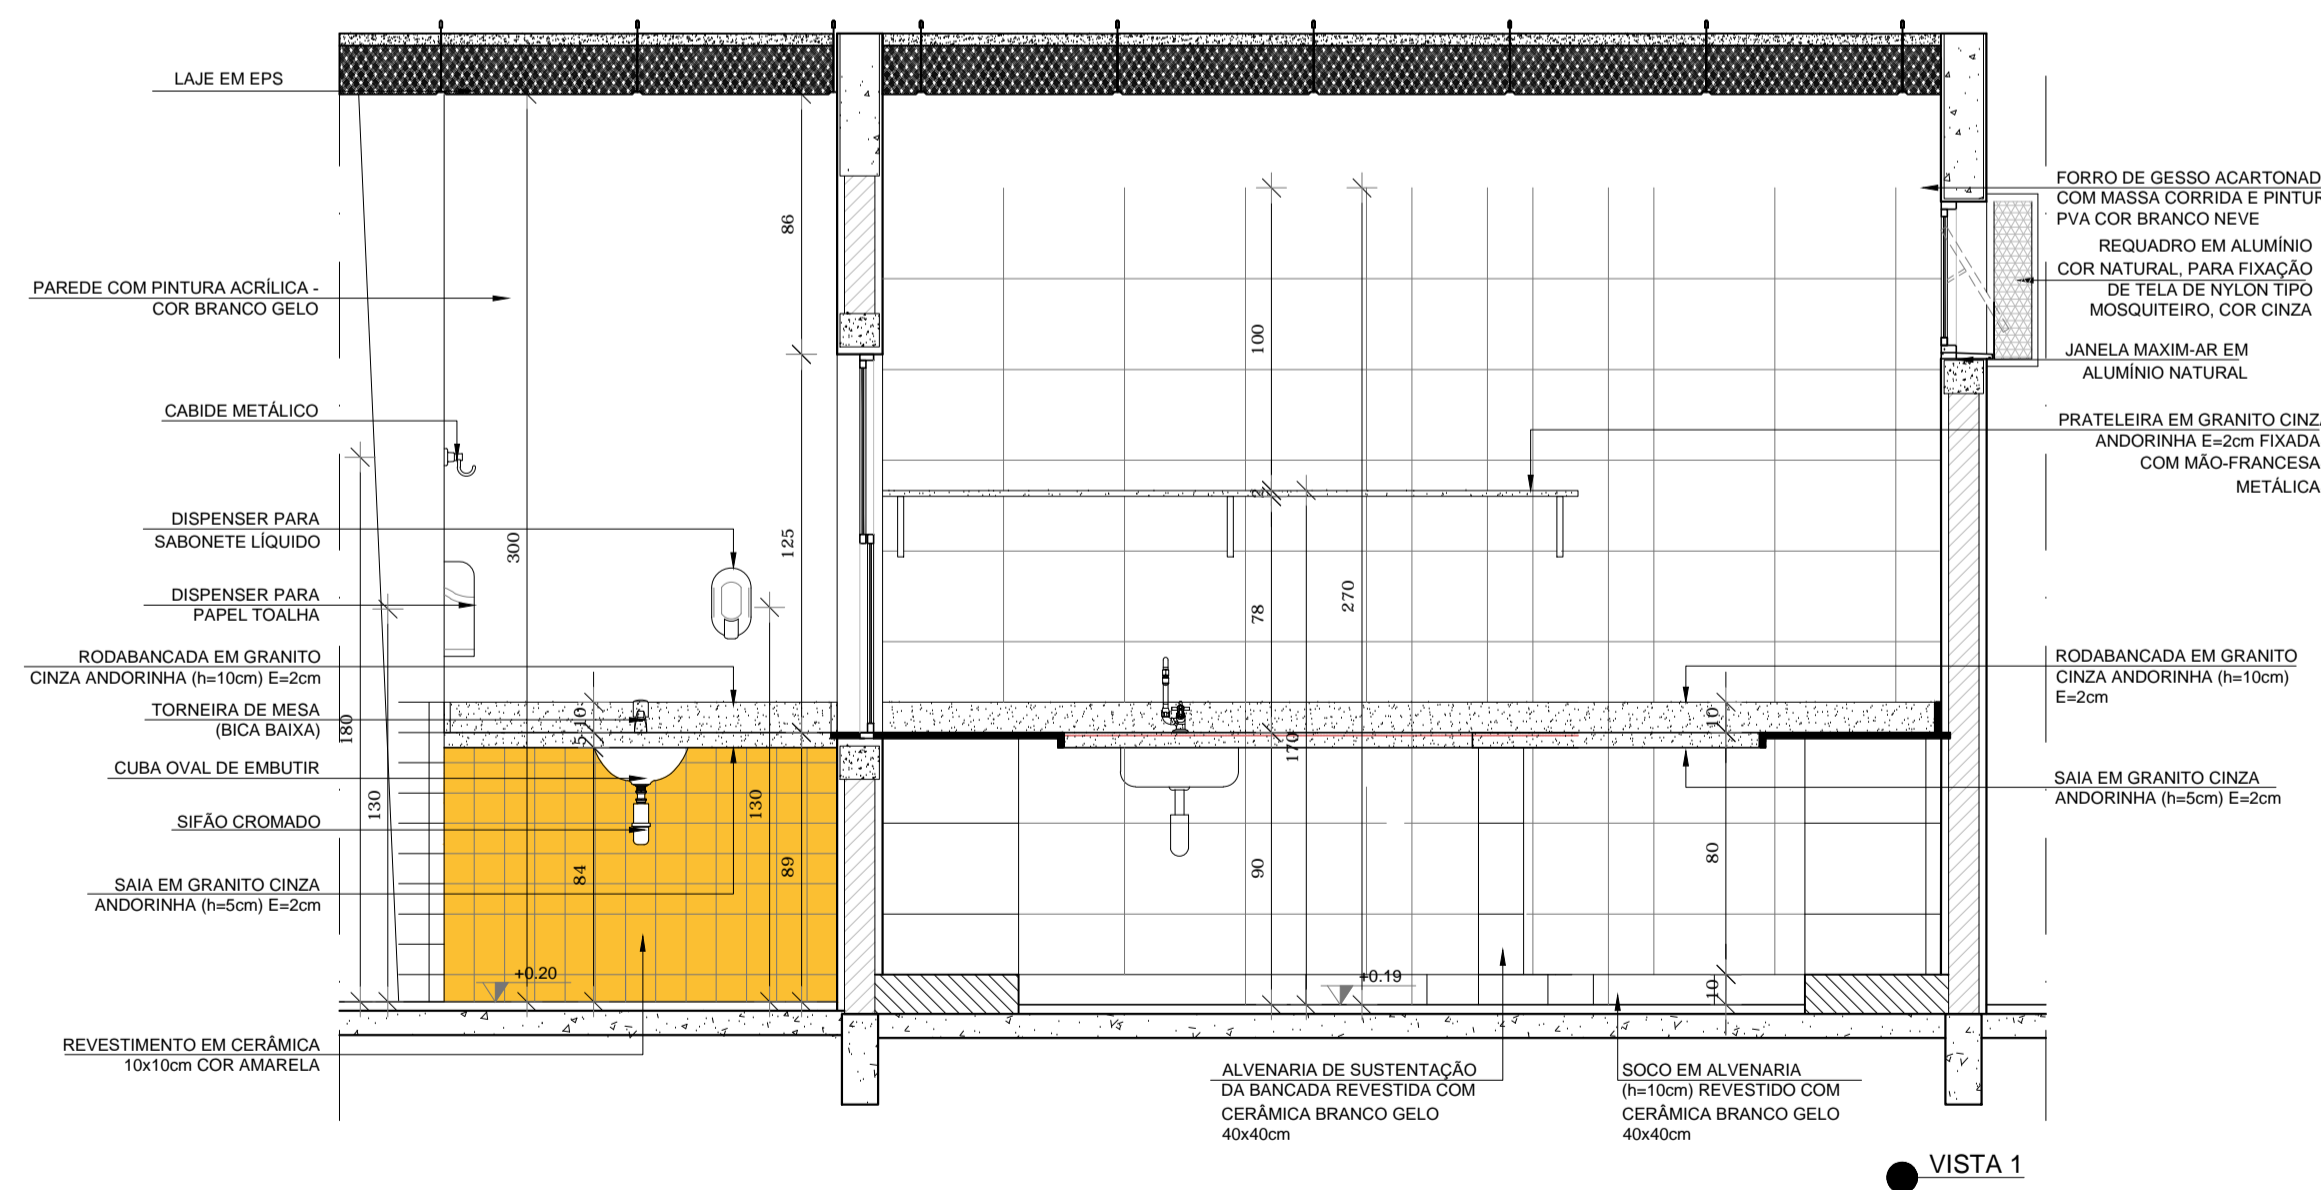 LAJE EM EPS
PAREDE COM PINTURA ACRÍLICA -
COR BRANCO GELO
CABIDE METÁLICO
DISPENSER PARA
SABONETE LÍQUIDO
DISPENSER PARA
PAPEL TOALHA
RODABANCADA EM GRANITO
CINZA ANDORINHA (h=10cm) E=2cm
TORNEIRA DE MESA
(BICA BAIXA)
CUBA OVAL DE EMBUTIR
SIFÃO CROMADO
SAIA EM GRANITO CINZA
ANDORINHA (h=5cm) E=2cm
REVESTIMENTO EM CERÂMICA
10x10cm COR AMARELA
180
130
300
10
5
84
130
86
125
89
+0.20
100
2
78
90
170
270
+0.19
10
80
10
FORRO DE GESSO ACARTONAD
COM MASSA CORRIDA E PINTUR
PVA COR BRANCO NEVE
REQUADRO EM ALUMÍNIO
COR NATURAL, PARA FIXAÇÃO
DE TELA DE NYLON TIPO
MOSQUITEIRO, COR CINZA
JANELA MAXIM-AR EM
ALUMÍNIO NATURAL
PRATELEIRA EM GRANITO CINZA
ANDORINHA E=2cm FIXADA
COM MÃO-FRANCESA
METÁLICA
RODABANCADA EM GRANITO
CINZA ANDORINHA (h=10cm)
E=2cm
SAIA EM GRANITO CINZA
ANDORINHA (h=5cm) E=2cm
ALVENARIA DE SUSTENTAÇÃO
DA BANCADA REVESTIDA COM
CERÂMICA BRANCO GELO
40x40cm
SOCO EM ALVENARIA
(h=10cm) REVESTIDO COM
CERÂMICA BRANCO GELO
40x40cm
VISTA 1